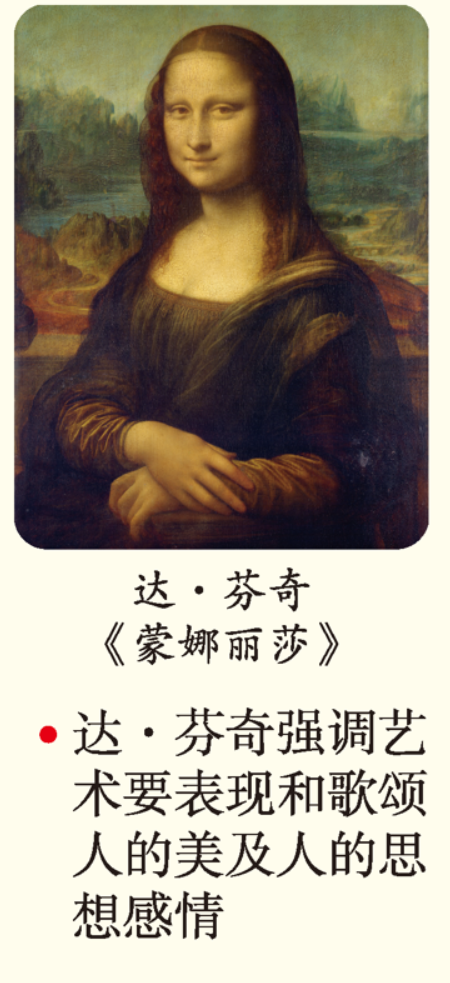 达·芬奇
《蒙娜丽莎》
•达·芬奇强调艺
术要表现和歌颂
人的美及人的思
想感情